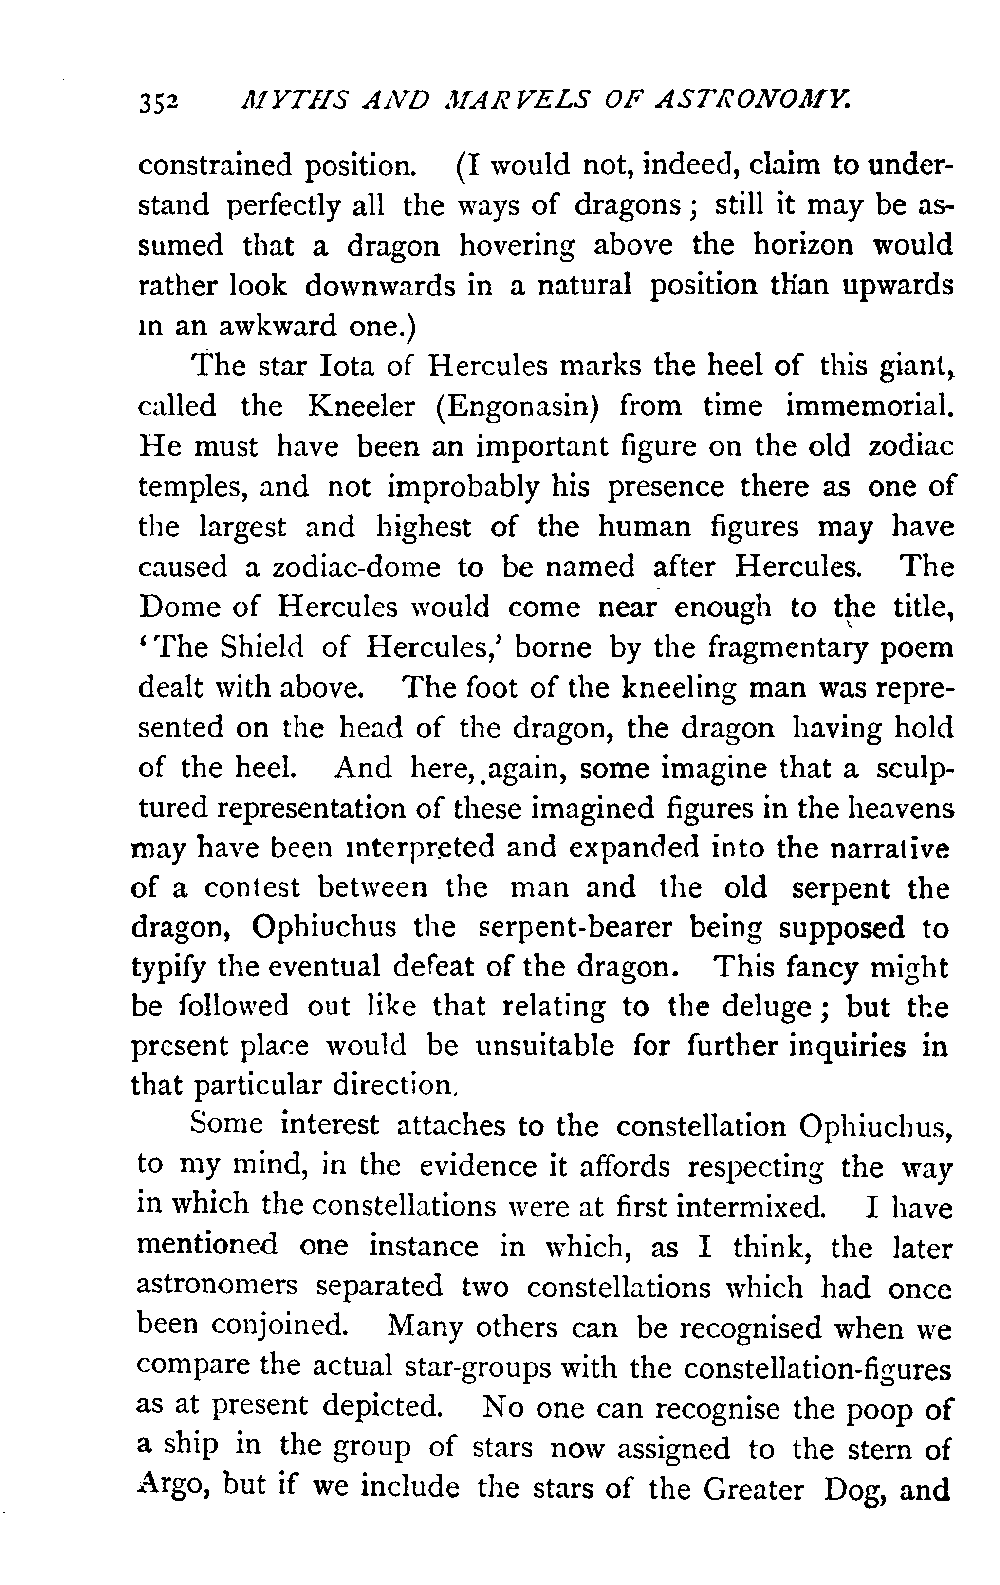 352 MYTHS AND MARVELS OF ASTRONOMY.
constrained position. (I would not, indeed, claim to under-
stand perfectly all the ways of dragons; still it may be as-
sumed that a dragon hovering above the horizon would
rather look downwards in a natural position than upwards
in an awkward one.)
The star Iota of Hercules marks the heel of this giant,
called the Kneeler (Engonasin) from time immemorial.
He must have been an important figure on the old zodiac
temples, and not improbably his presence there as one of
the largest and highest of the human figures may have
caused a zodiac-dome to be named after Hercules. The
Dome of Hercules would come near enough to the title,
‘The Shield of Hercules,’ borne by the fragmentary poem
dealt with above. The foot of the kneeling man was repre-
sented on the head of the dragon, the dragon having hold
of the heel. And here, again, some imagine that a sculp-
tured representation of these imagined figures in the heavens
may have been interpreted and expanded into the narrative
of a contest between the man and the old serpent the
dragon, Ophiuchus the serpent-bearer being supposed to
typify the eventual defeat of the dragon. This fancy might
be followed out like that relating to the deluge; but the
present place would be unsuitable for further inquiries in
that particular direction.
Some interest attaches to the constellation Ophiuchus,
to my mind, in the evidence it affords respecting the way
in which the constellations were at first intermixed. I have
mentioned one instance in which, as I think, the later
astronomers separated two constellations which had once
been conjoined. Many others can be recognised when we
compare the actual star-groups with the constellation-figures
as at present depicted. No one can recognise the poop of
a ship in the group of stars now assigned to the stern of
Argo, but if we include the stars of the Greater Dog, and